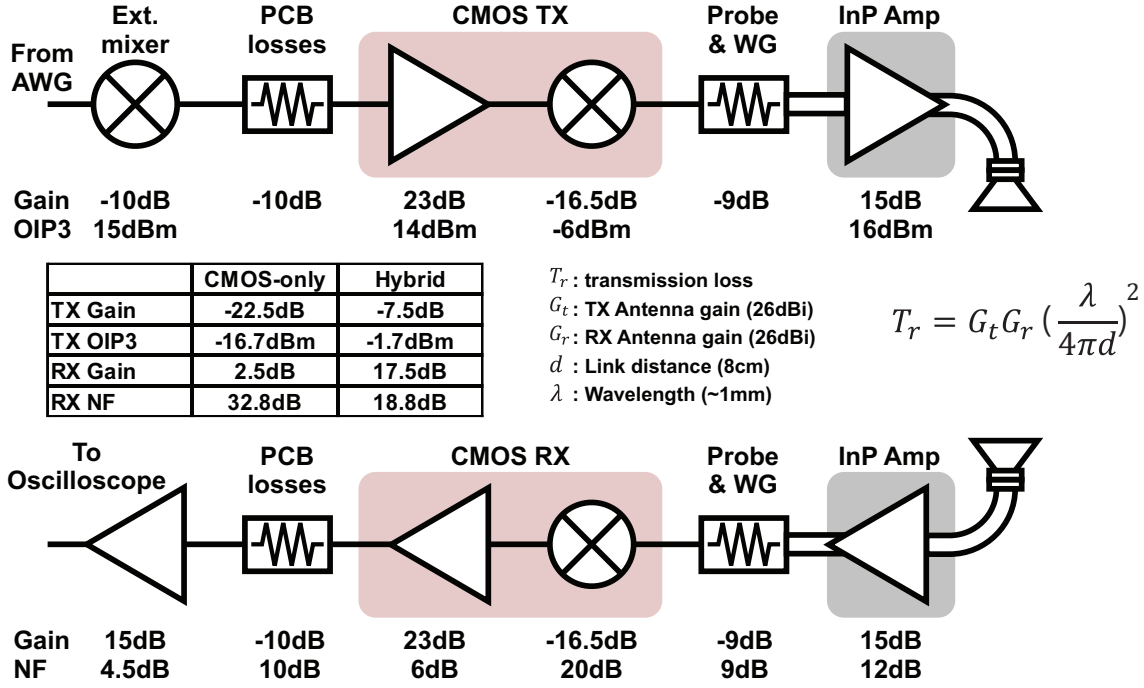 Ext. mixer
PCB losses
CMOS TX
Probe & WG
InP Amp
From AWG
Gain -10dB -10dB 23dB -16.5dB -9dB 15dB
OIP3 15dBm 14dBm -6dBm 16dBm
CMOS-only Hybrid
TX Gain -22.5dB -7.5dB
TX OIP3 -16.7dBm -1.7dBm
RX Gain 2.5dB 17.5dB
RX NF 32.8dB 18.8dB
T_r : transmission loss
G_t : TX Antenna gain (26dBi)
G_r : RX Antenna gain (26dBi)
d : Link distance (8cm)
λ : Wavelength (~1mm)
T_r = G_t G_r (λ / 4πd)^2
To Oscilloscope
PCB losses
CMOS RX
Probe & WG
InP Amp
Gain 15dB -10dB 23dB -16.5dB -9dB 15dB
NF 4.5dB 10dB 6dB 20dB 9dB 12dB